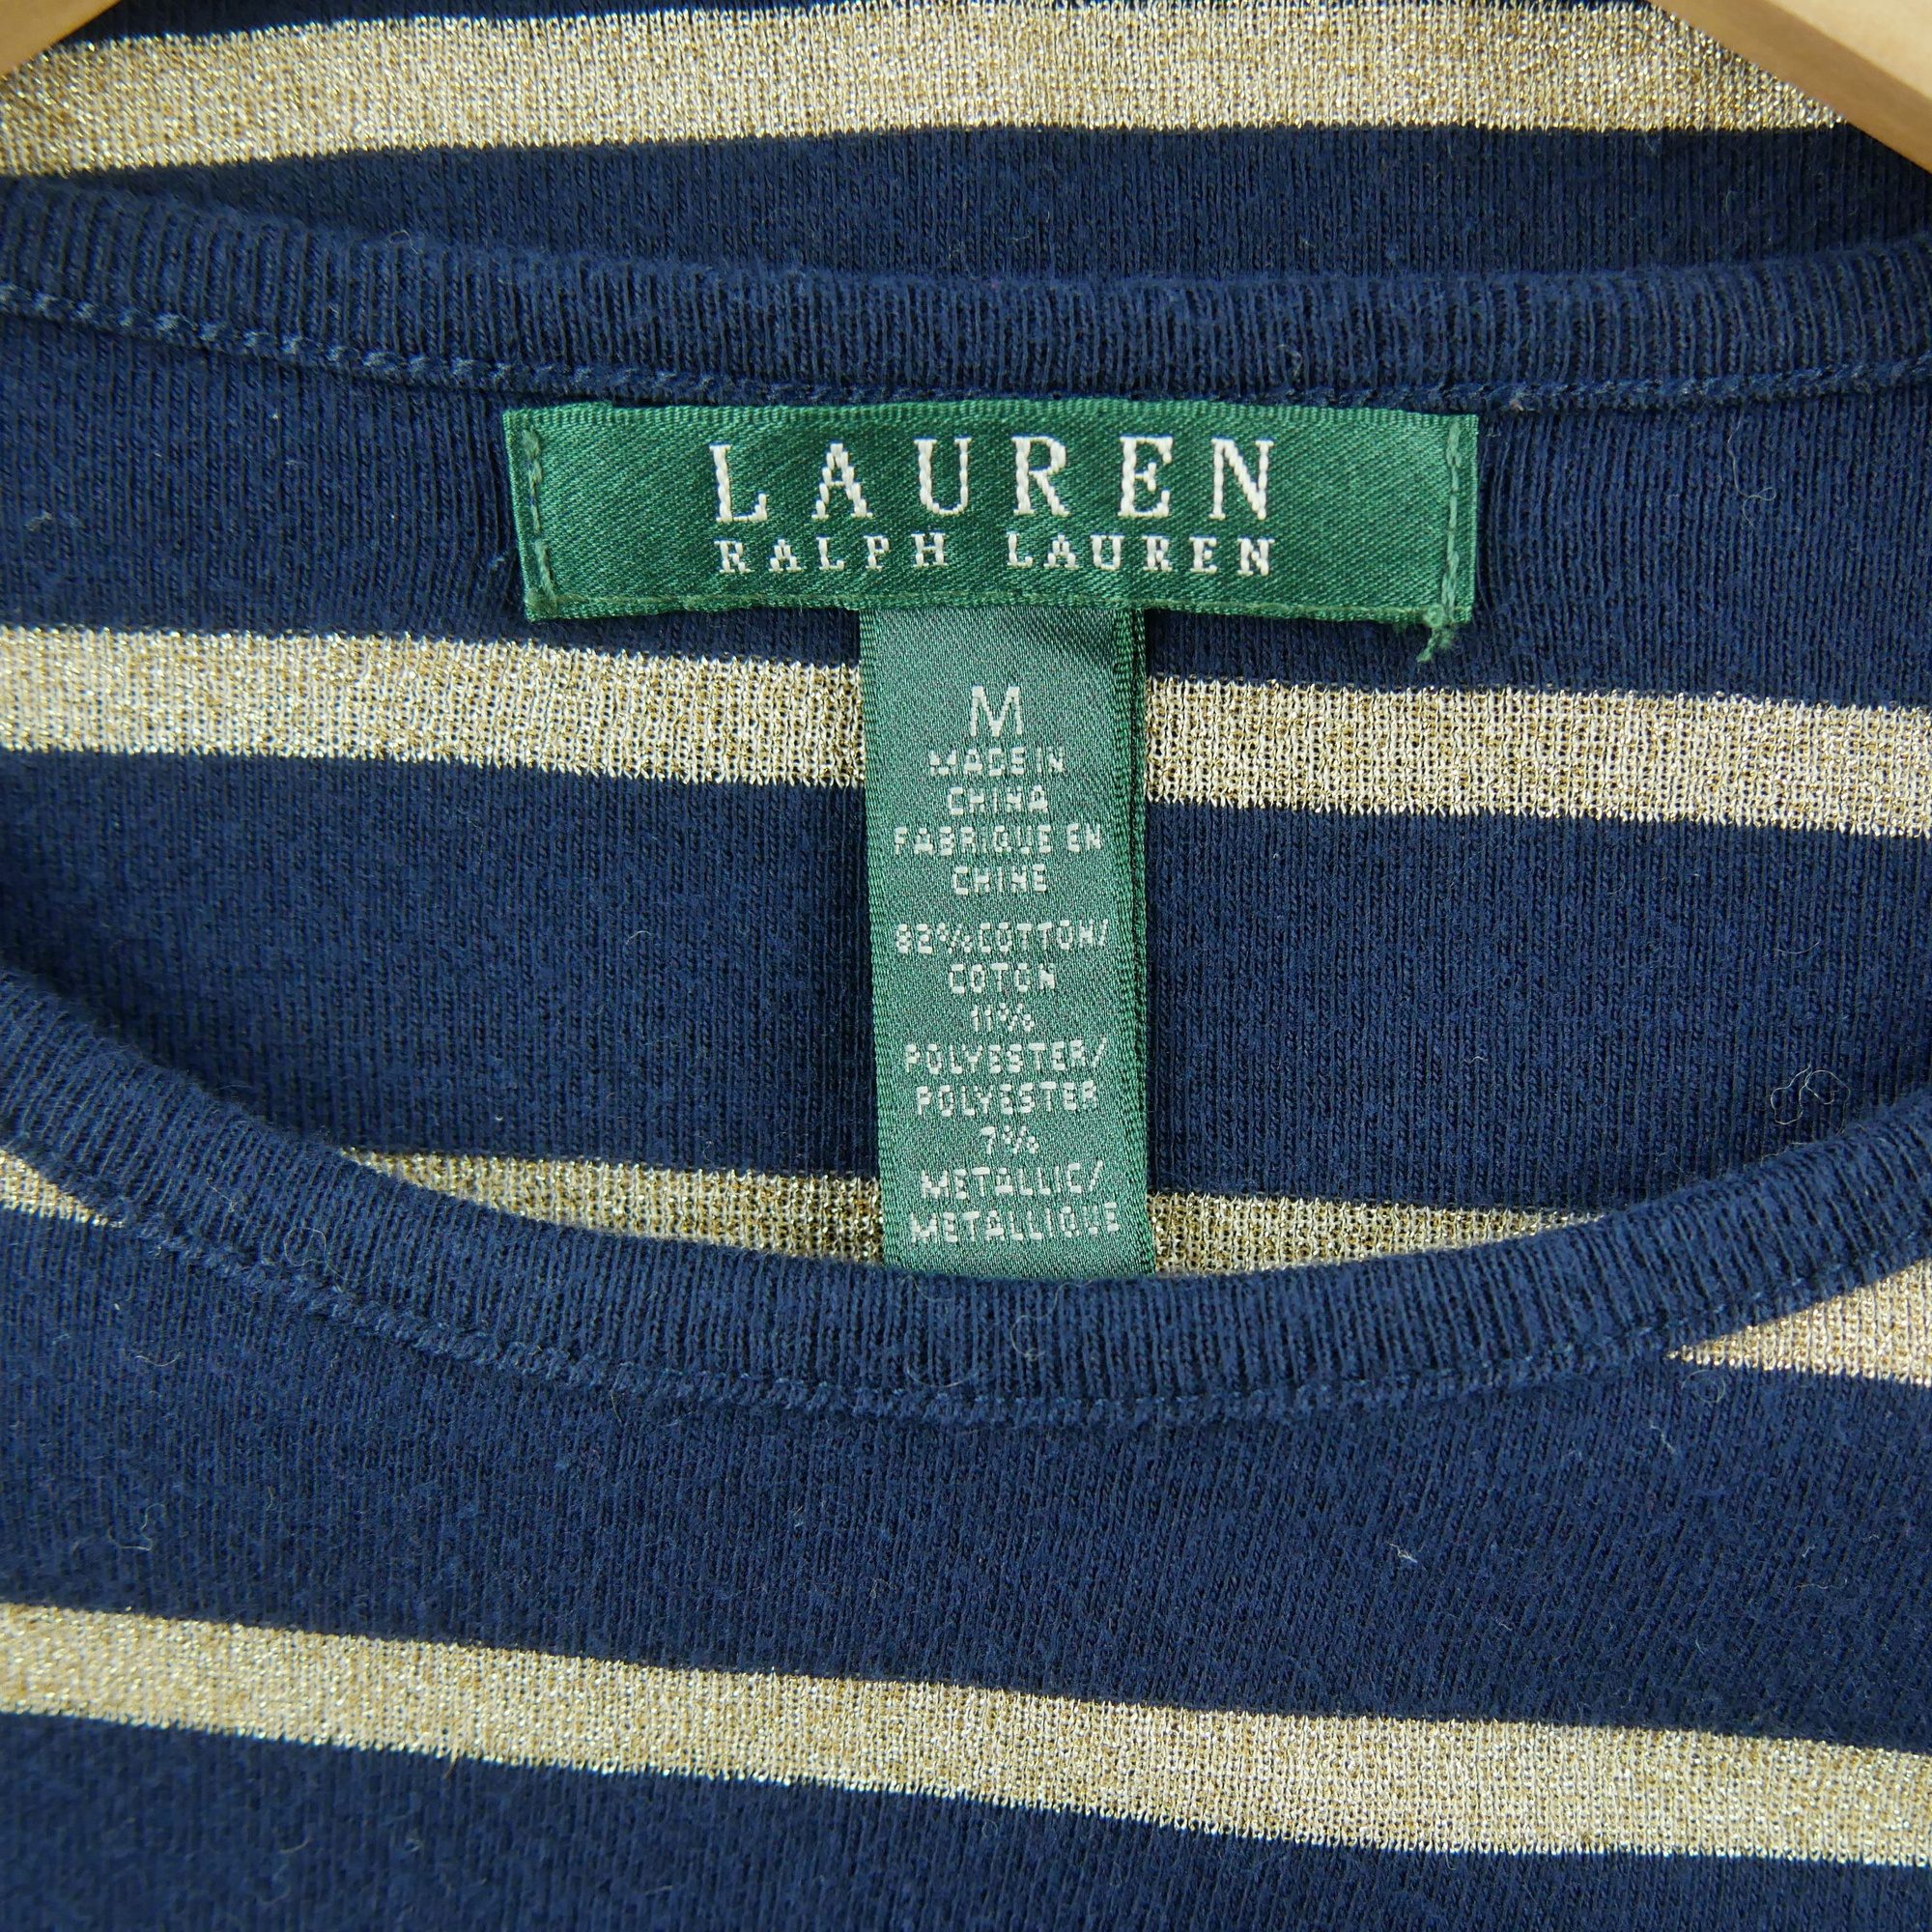 LAUREN
RALPH LAUREN
M
MADE IN
CHINA
FABRIQUE EN
CHINE
82% COTTON/
COTON
11%
POLYESTER/
POLYESTER
7%
METALLIC/
METALLIQUE